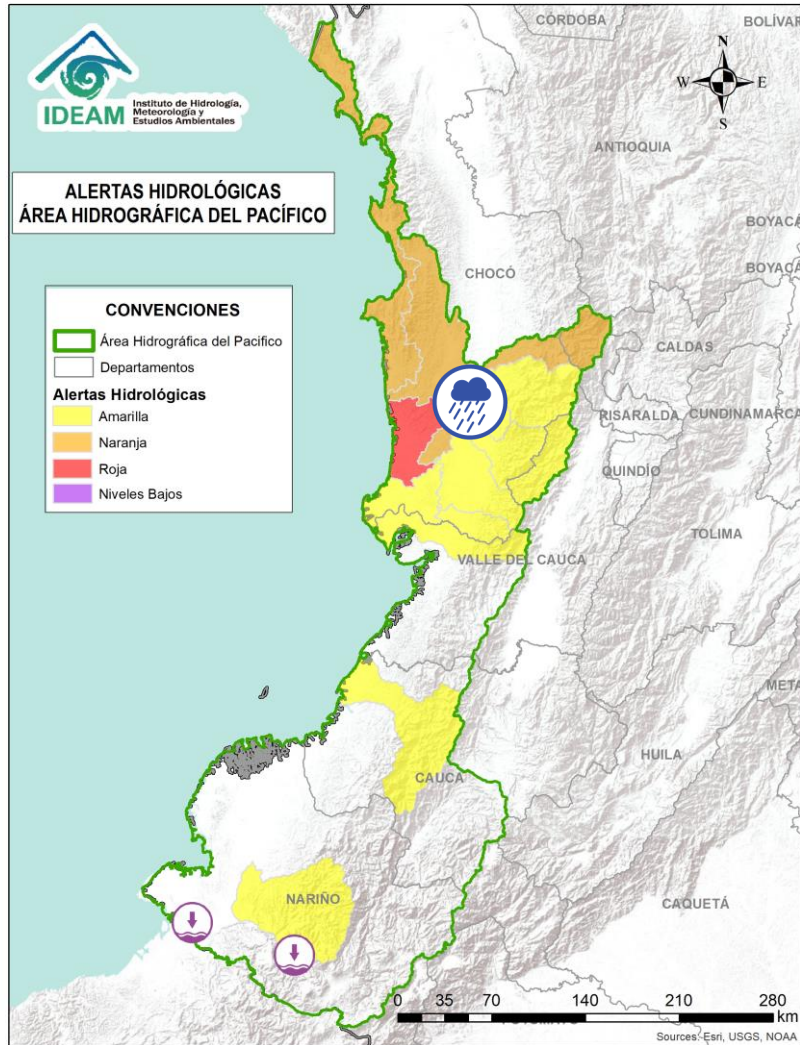 IDEAM
Instituto de Hidrología,
Meteorología y
Estudios Ambientales
ALERTAS HIDROLÓGICAS
ÁREA HIDROGRÁFICA DEL PACÍFICO
CONVENCIONES
Área Hidrográfica del Pacifico
Departamentos
Alertas Hidrológicas
Amarilla
Naranja
Roja
Niveles Bajos
N
W
E
S
CÓRDOBA
BOLÍVAR
ANTIOQUIA
BOYACÁ
BOYACÁ
CHOCÓ
CALDAS
RISARALDA
CUNDINAMARCA
QUINDÍO
TOLIMA
VALLE DEL CAUCA
META
HUILA
CAUCA
NARIÑO
CAQUETÁ
0 35 70 140 210 280
km
Sources: Esri, USGS, NOAA